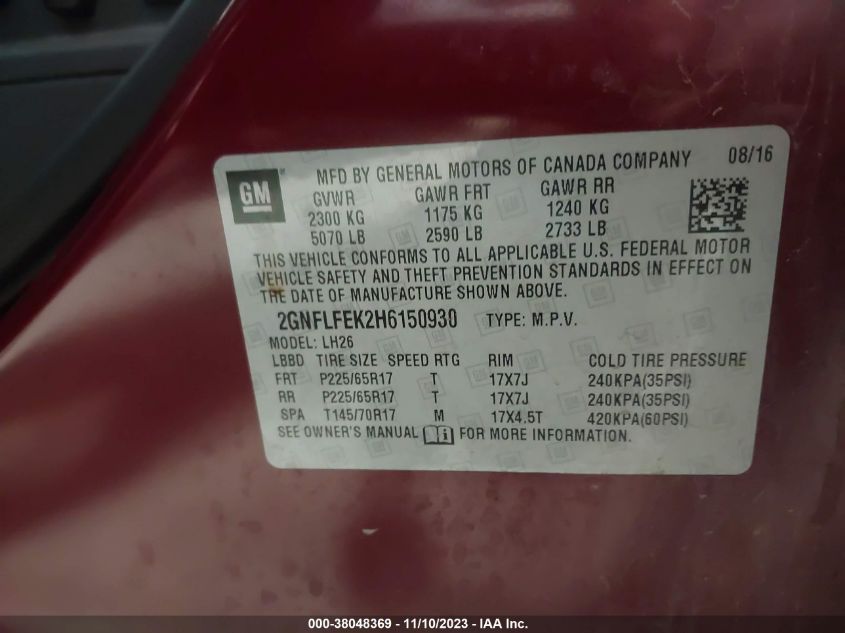 GM
MFD BY GENERAL MOTORS OF CANADA COMPANY 08/16
GVWR GAWR FRT GAWR RR
2300 KG 1175 KG 1240 KG
5070 LB 2590 LB 2733 LB
THIS VEHICLE CONFORMS TO ALL APPLICABLE U.S. FEDERAL MOTOR
VEHICLE SAFETY AND THEFT PREVENTION STANDARDS IN EFFECT ON
THE DATE OF MANUFACTURE SHOWN ABOVE.
2GNFLFEK2H6150930 TYPE: M.P.V.
MODEL: LH26
LBBD TIRE SIZE SPEED RTG RIM COLD TIRE PRESSURE
FRT P225/65R17 T 17X7J 240KPA(35PSI)
RR P225/65R17 T 17X7J 240KPA(35PSI)
SPA T145/70R17 M 17X4.5T 420KPA(60PSI)
SEE OWNER'S MANUAL FOR MORE INFORMATION.
000-38048369 - 11/10/2023 - IAA Inc.